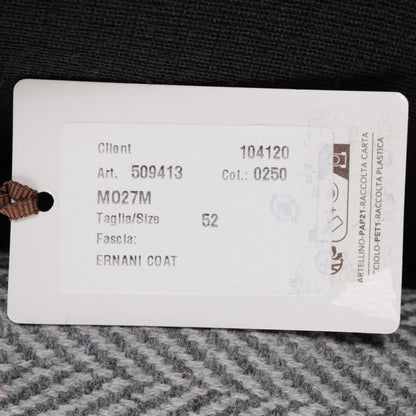 Client 104120
Art. 509413 Col.: 0250
M027M
Taglia/Size 52
Fascia:
ERNANI COAT
ARTELLINO-PAP21-RACCOLTA CARTA
CCIOLO-PET1-RACCOLTA PLASTICA